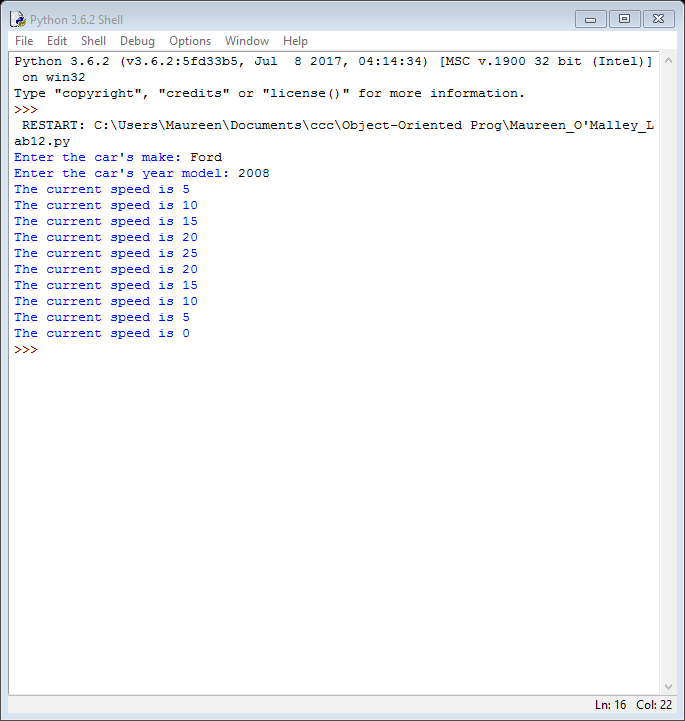 Python 3.6.2 Shell
File Edit Shell Debug Options Window Help
Python 3.6.2 (v3.6.2:5fd33b5, Jul  8 2017, 04:14:34) [MSC v.1900 32 bit (Intel)]
 on win32
Type "copyright", "credits" or "license()" for more information.
>>>
 RESTART: C:\Users\Maureen\Documents\ccc\Object-Oriented Prog\Maureen_O'Malley_L
ab12.py
Enter the car's make: Ford
Enter the car's year model: 2008
The current speed is 5
The current speed is 10
The current speed is 15
The current speed is 20
The current speed is 25
The current speed is 20
The current speed is 15
The current speed is 10
The current speed is 5
The current speed is 0
>>>
Ln: 16 Col: 22